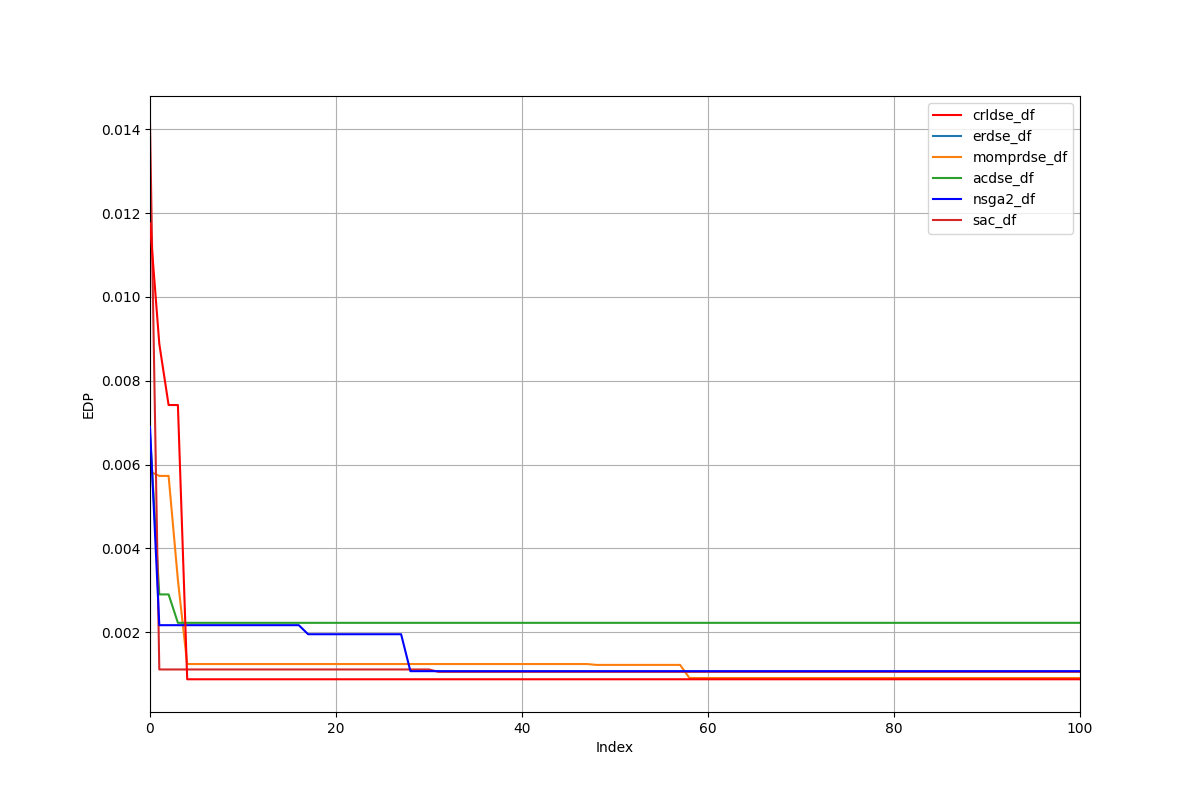 0.014
0.012
0.010
0.008
0.006
0.004
0.002
EDP
0 20 40 60 80 100
Index
crldse_df
erdse_df
momprdse_df
acdse_df
nsga2_df
sac_df